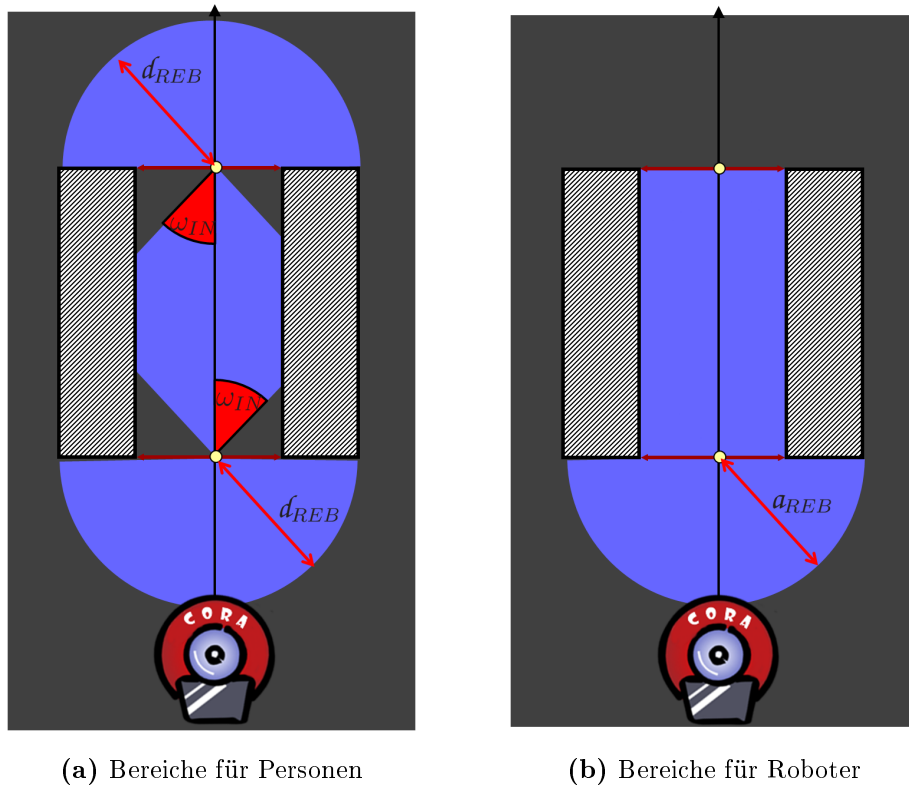 d_REB
ω_IN
ω_IN
d_REB
CORA
(a) Bereiche für Personen
a_REB
CORA
(b) Bereiche für Roboter